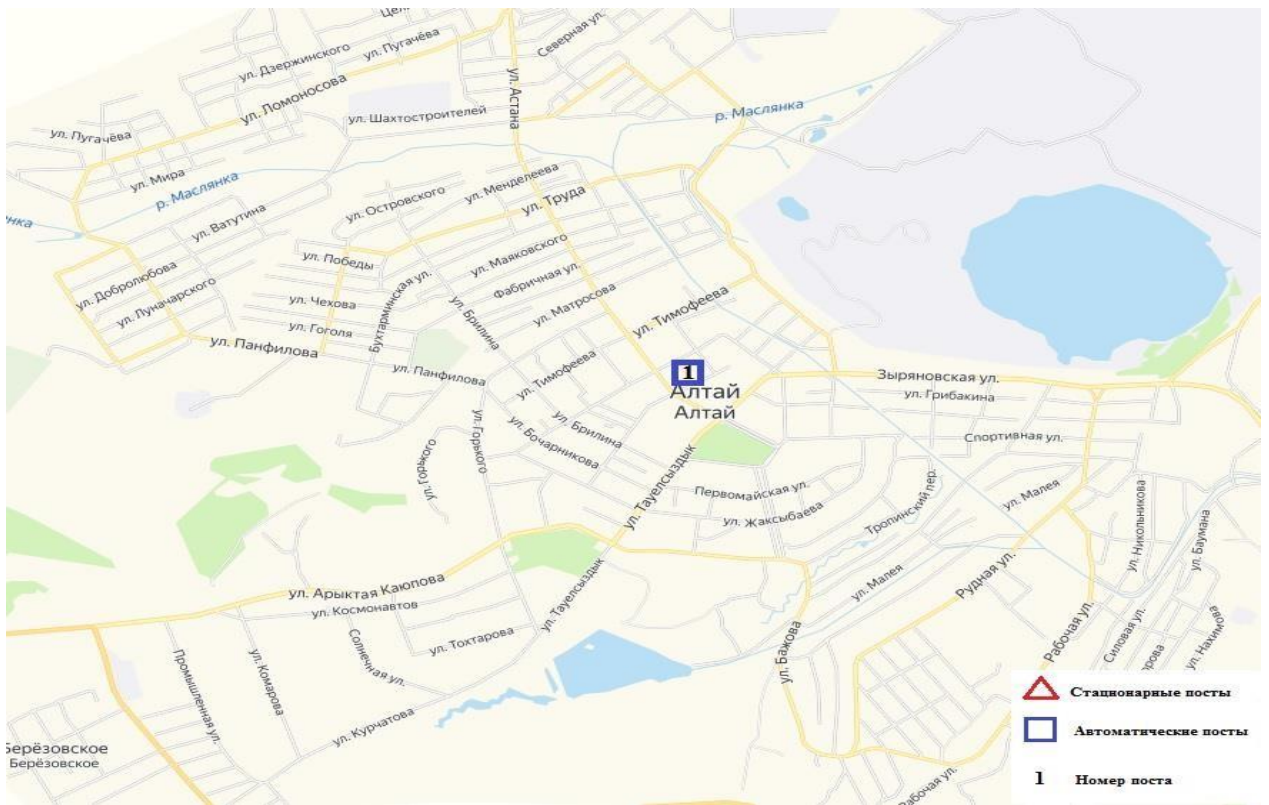 Северная ул.
ул. Дзержинского
ул. Пугачёва
ул. Ломоносова
ул. Астана
ул. Шахтостроителей
р. Маслянка
ул. Пугачёва
ул. Мира
р. Маслянка
ул. Менделеева
ул. Островского
ул. Труда
ул. Ватутина
ул. Победы
ул. Маяковского
ул. Добролюбова
Фабричная ул.
ул. Луначарского
ул. Чехова
Бухтарминская ул.
ул. Брилина
ул. Матросова
ул. Тимофеева
ул. Гоголя
ул. Панфилова
ул. Панфилова
ул. Тимофеева
1
Алтай
Алтай
Зыряновская ул.
ул. Грибакина
ул. Брилина
ул. Бочарникова
Спортивная ул.
ул. Горького
ул. Горького
ул. Тауелсыздык
Первомайская ул.
ул. Жаксыбаева
Тропинский пер.
ул. Малея
ул. Никольникова
ул. Баумана
ул. Арыктая Каюпова
ул. Космонавтов
ул. Тауелсыздык
ул. Малея
Рудная ул.
ул. Тохтарова
Солнечная ул.
ул. Комарова
Промышленная ул.
ул. Бажова
Рабочая ул.
Силовая ул.
ул. Нахимова
ул. Курчатова
Берёзовское
Берёзовское
Рабочая ул.
Стационарные посты
Автоматические посты
1 Номер поста